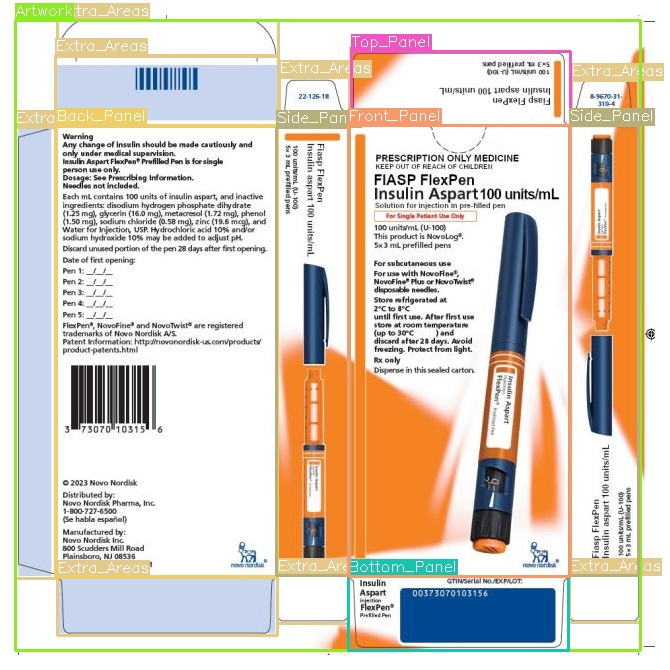 Artwork
Extra_Areas
Extra_Areas
Top_Panel
Fiasp FlexPen
Insulin aspart 100 units/mL
100 units/mL (U-100)
5x3 mL prefilled pens
Extra_Areas
22-126-18
Extra_Areas
8-9670-31-
310-4
Extra
Back_Panel
Warning
Any change of insulin should be made cautiously and
only under medical supervision.
Insulin Aspart FlexPen® Prefilled Pen is for single
person use only.
Dosage: See Prescribing Information.
Needles not included.
Each mL contains 100 units of insulin aspart, and inactive
ingredients: disodium hydrogen phosphate dihydrate
(1.25 mg), glycerin (16.0 mg), metacresol (1.72 mg), phenol
(1.50 mg), sodium chloride (0.58 mg), zinc (19.6 mcg), and
Water for Injection, USP. Hydrochloric acid 10% and/or
sodium hydroxide 10% may be added to adjust pH.
Discard unused portion of the pen 28 days after first opening.
Date of first opening:
Pen 1: __/__/__
Pen 2: __/__/__
Pen 3: __/__/__
Pen 4: __/__/__
Pen 5: __/__/__
FlexPen®, NovoFine® and NovoTwist® are registered
trademarks of Novo Nordisk A/S.
Patent Information: http://novonordisk-us.com/products/
product-patents.html
3 73070 10315 6
© 2023 Novo Nordisk
Distributed by:
Novo Nordisk Pharma, Inc.
1-800-727-6500
(Se habla español)
Manufactured by:
Novo Nordisk Inc.
800 Scudders Mill Road
Plainsboro, NJ 08536
novo nordisk
Side_Pan
Fiasp FlexPen
Insulin aspart 100 units/mL
100 units/mL (U-100)
5x3 mL prefilled pens
Insulin Aspart
FlexPen®
Front_Panel
PRESCRIPTION ONLY MEDICINE
KEEP OUT OF REACH OF CHILDREN
FIASP FlexPen
Insulin Aspart 100 units/mL
Solution for injection in pre-filled pen
For Single Patient Use Only
100 units/mL (U-100)
This product is NovoLog®.
5x3 mL prefilled pens
For subcutaneous use
For use with NovoFine®,
NovoFine® Plus or NovoTwist®
disposable needles.
Store refrigerated at
2°C to 8°C
until first use. After first use
store at room temperature
(up to 30°C ) and
discard after 28 days. Avoid
freezing. Protect from light.
Rx only
Dispense in this sealed carton.
Insulin Aspart
injection
FlexPen®
Prefilled Pen
novo nordisk
Side_Panel
Insulin Aspart
FlexPen®
Fiasp FlexPen
Insulin aspart 100 units/mL
100 units/mL (U-100)
5x3 mL prefilled pens
Extra_Areas
Extra_Ar
Bottom_Panel
Extra_Areas
Insulin
Aspart
injection
FlexPen®
Prefilled Pen
GTIN/Serial No./EXP/LOT:
00373070103156